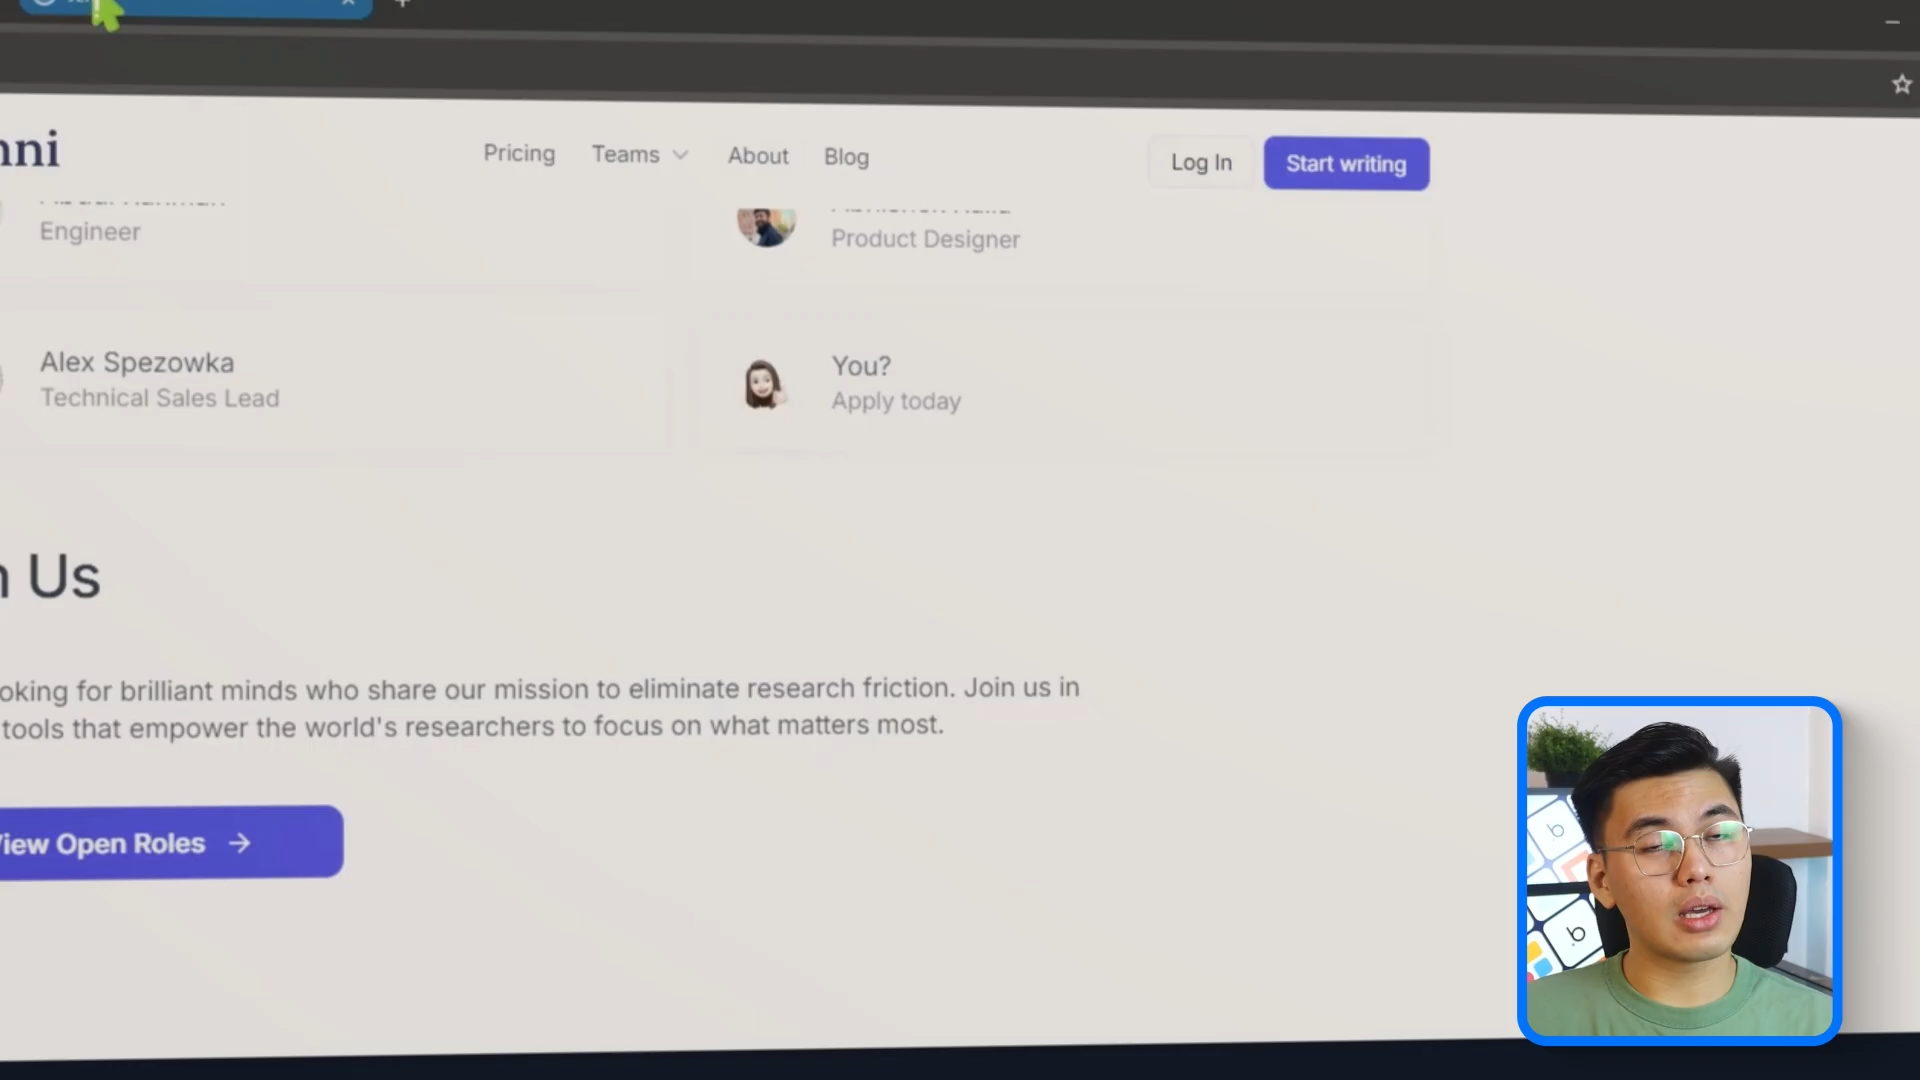 nni
Pricing
Teams
About
Blog
Log In
Start writing
Engineer
Product Designer
Alex Spezowka
Technical Sales Lead
You?
Apply today
n Us
oking for brilliant minds who share our mission to eliminate research friction. Join us in
tools that empower the world's researchers to focus on what matters most.
iew Open Roles